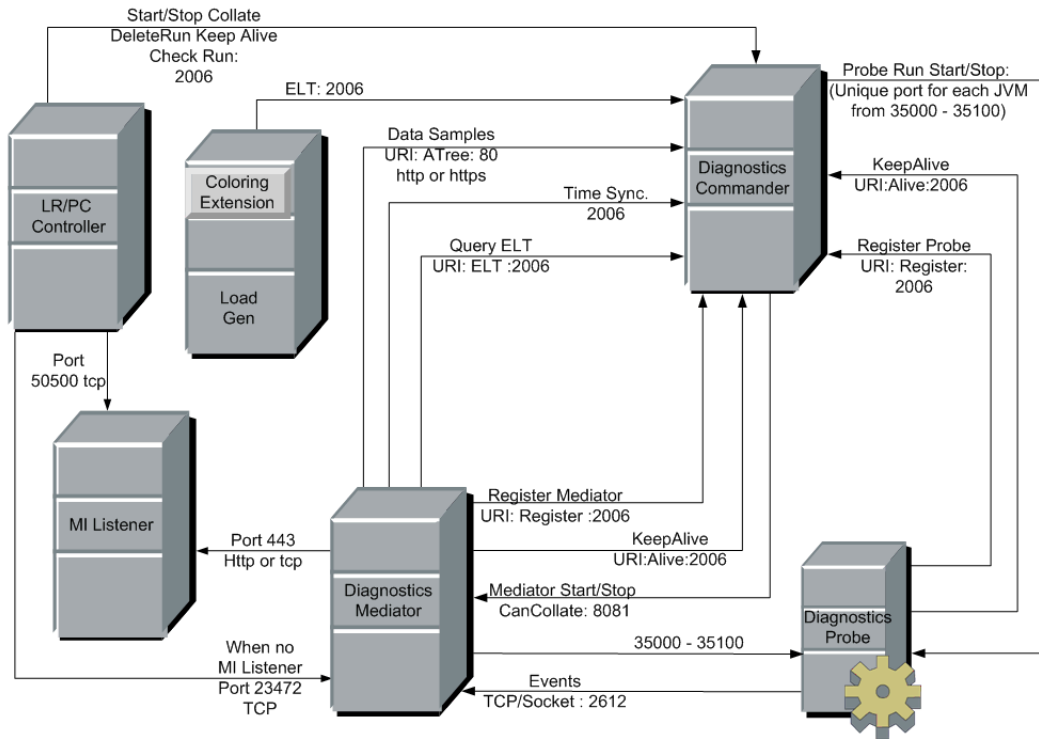 Start/Stop Collate
DeleteRun Keep Alive
Check Run:
2006
ELT: 2006
Probe Run Start/Stop:
(Unique port for each JVM
from 35000 - 35100)
Data Samples
URI: ATree: 80
http or https
Coloring
Extension
Diagnostics
Commander
KeepAlive
URI:Alive:2006
LR/PC
Controller
Time Sync.
2006
Query ELT
URI: ELT :2006
Register Probe
URI: Register:
2006
Load
Gen
Port
50500 tcp
MI Listener
Register Mediator
URI: Register :2006
Port 443
Http or tcp
KeepAlive
URI:Alive:2006
Diagnostics
Mediator
Mediator Start/Stop
CanCollate: 8081
Diagnostics
Probe
When no
MI Listener
Port 23472
TCP
35000 - 35100
Events
TCP/Socket : 2612